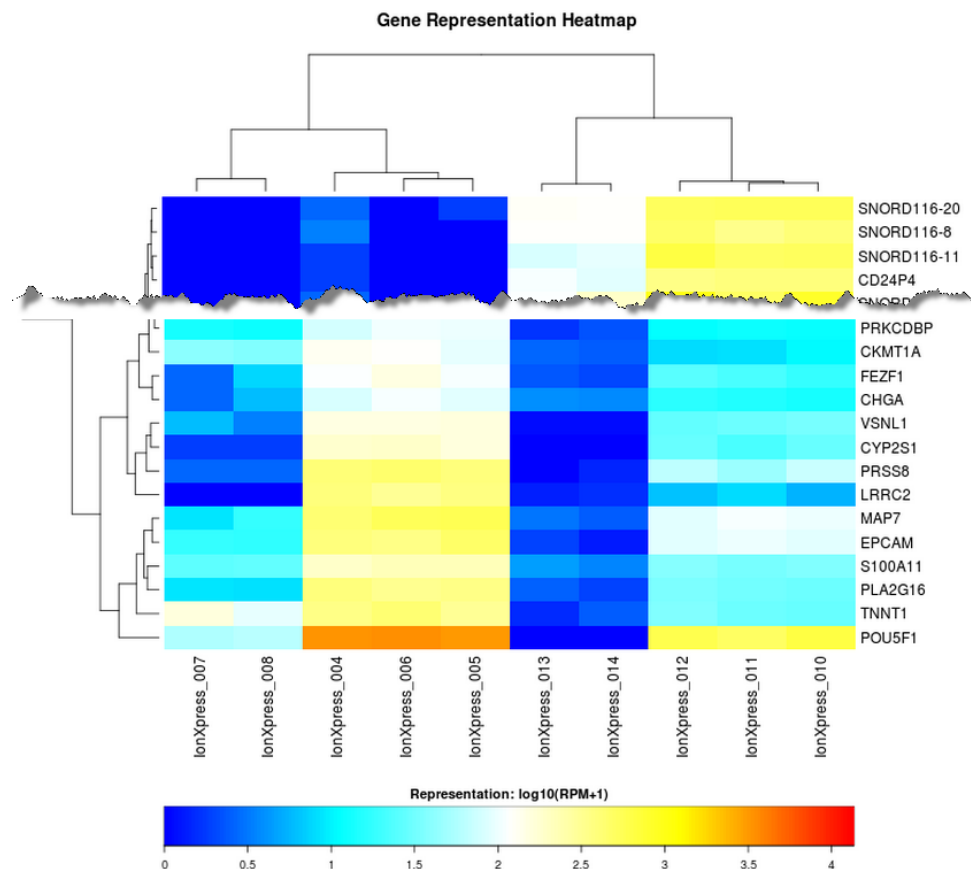 Gene Representation Heatmap
SNORD116-20
SNORD116-8
SNORD116-11
CD24P4
PRKCDBP
CKMT1A
FEZF1
CHGA
VSNL1
CYP2S1
PRSS8
LRRC2
MAP7
EPCAM
S100A11
PLA2G16
TNNT1
POU5F1
IonXpress_007
IonXpress_008
IonXpress_004
IonXpress_006
IonXpress_005
IonXpress_013
IonXpress_014
IonXpress_012
IonXpress_011
IonXpress_010
Representation: log10(RPM+1)
0 0.5 1 1.5 2 2.5 3 3.5 4